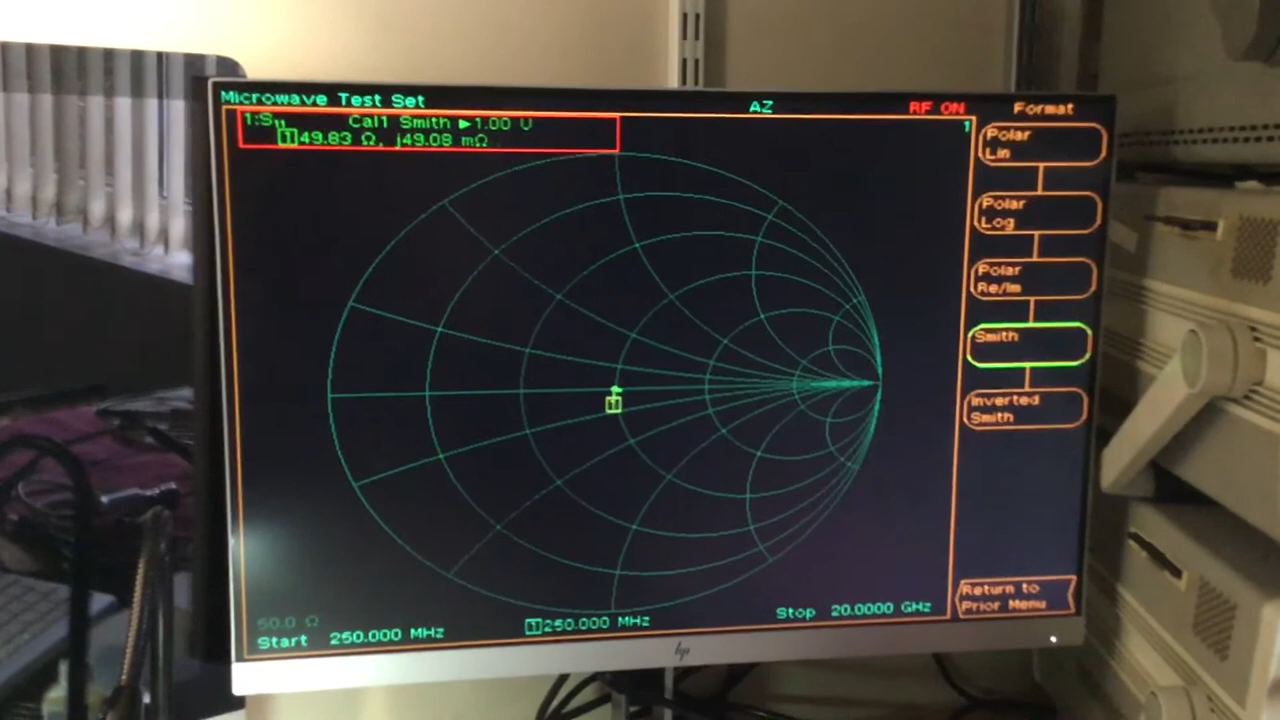 Microwave Test Set
AZ
RF ON
Format
1:S11 Cal1 Smith ►1.00 U
1 49.83 Ω, j49.08 mΩ
1
Polar
Lin
Polar
Log
Polar
Re/Im
Smith
Inverted
Smith
1
Return to
Prior Menu
50.0 Ω
Start 250.000 MHz
1 250.000 MHz
Stop 20.0000 GHz
hp